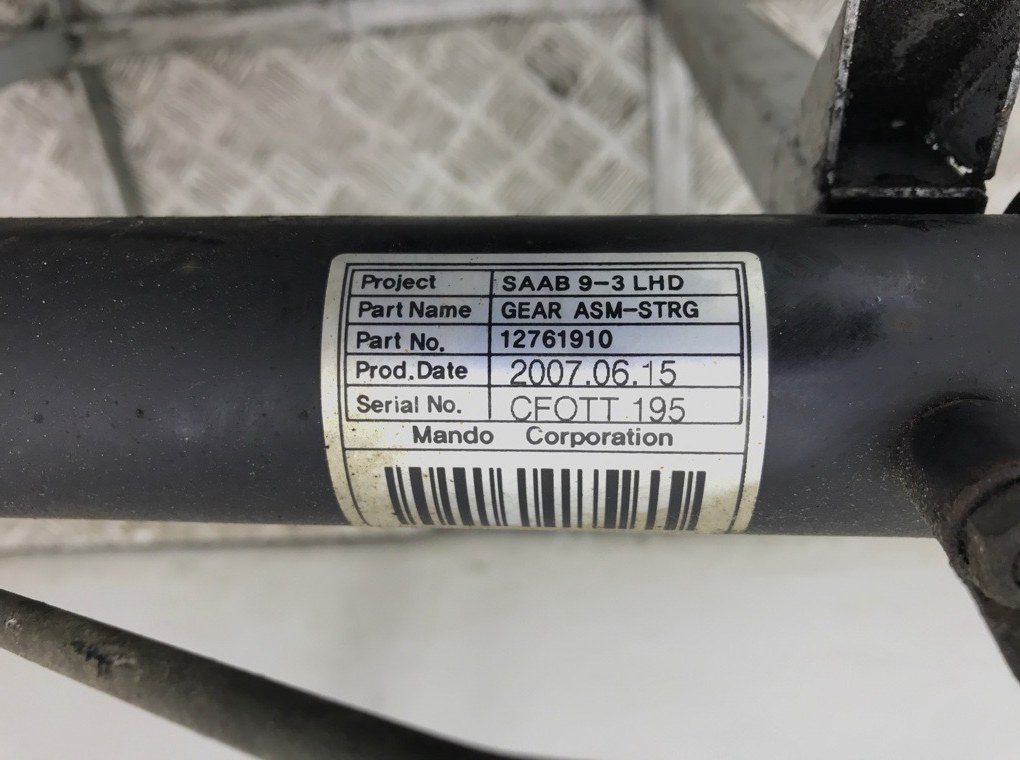 Project SAAB 9-3 LHD
Part Name GEAR ASM-STRG
Part No. 12761910
Prod.Date 2007.06.15
Serial No. CFOTT 195
Mando Corporation